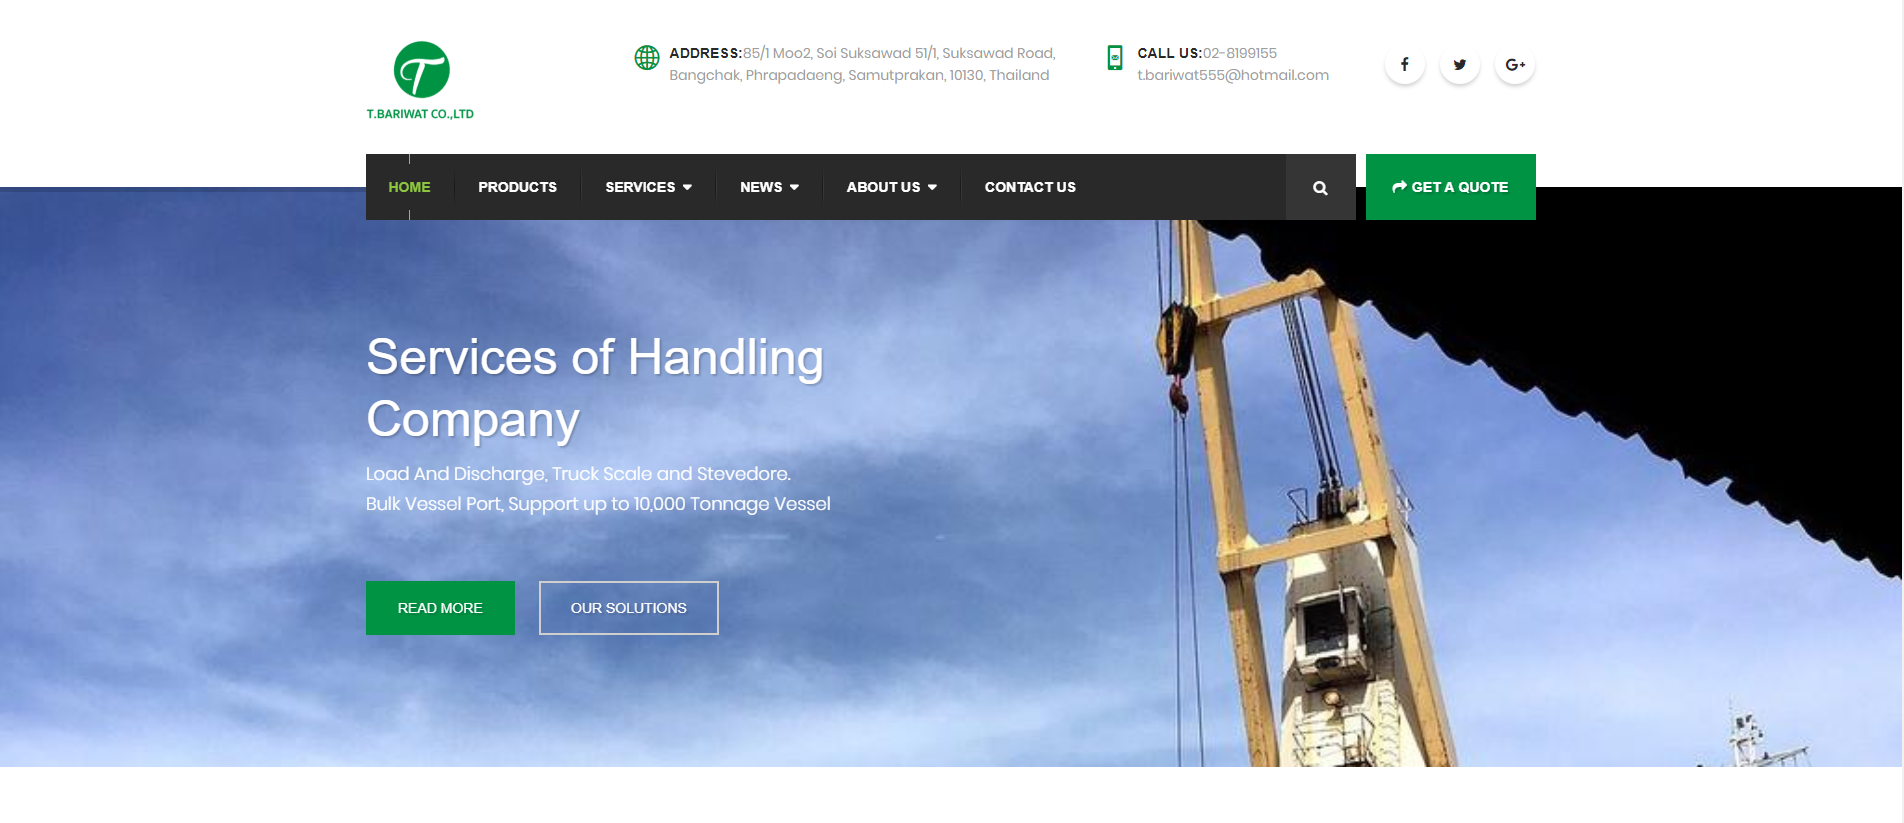 T
T.BARIWAT CO.,LTD
ADDRESS:85/1 Moo2, Soi Suksawad 51/1, Suksawad Road,
Bangchak, Phrapadaeng, Samutprakan, 10130, Thailand
CALL US:02-8199155
t.bariwat555@hotmail.com
f
G+
HOME
PRODUCTS
SERVICES
NEWS
ABOUT US
CONTACT US
GET A QUOTE
Services of Handling
Company
Load And Discharge, Truck Scale and Stevedore.
Bulk Vessel Port, Support up to 10,000 Tonnage Vessel
READ MORE
OUR SOLUTIONS